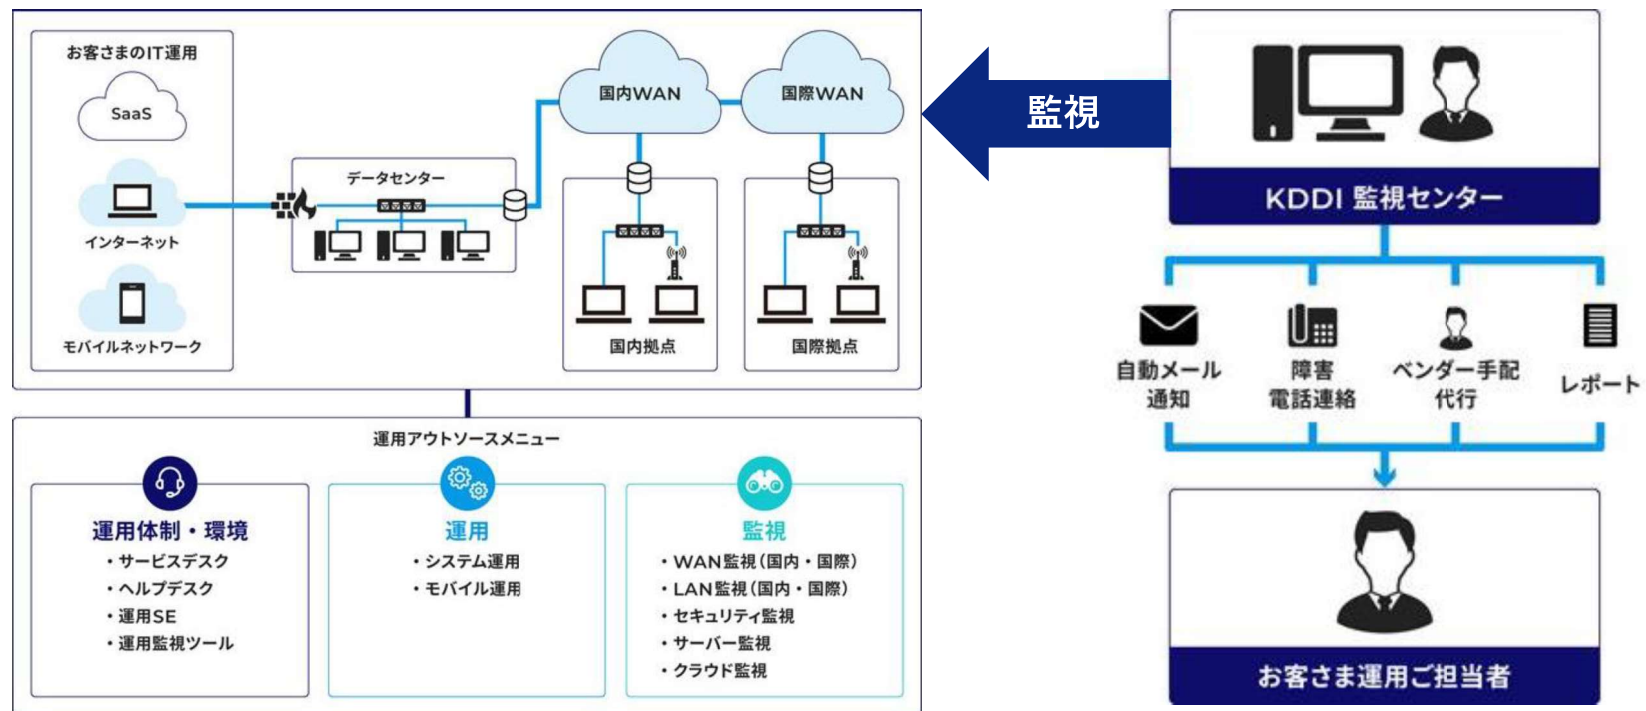 お客さまのIT運用
SaaS
インターネット
モバイルネットワーク
データセンター
国内WAN
国際WAN
国内拠点
国際拠点
運用アウトソースメニュー
運用体制・環境
・サービスデスク
・ヘルプデスク
・運用SE
・運用監視ツール
運用
・システム運用
・モバイル運用
監視
・WAN監視(国内・国際)
・LAN監視(国内・国際)
・セキュリティ監視
・サーバー監視
・クラウド監視
監視
KDDI 監視センター
自動メール
通知
障害
電話連絡
ベンダー手配
代行
レポート
お客さま運用ご担当者